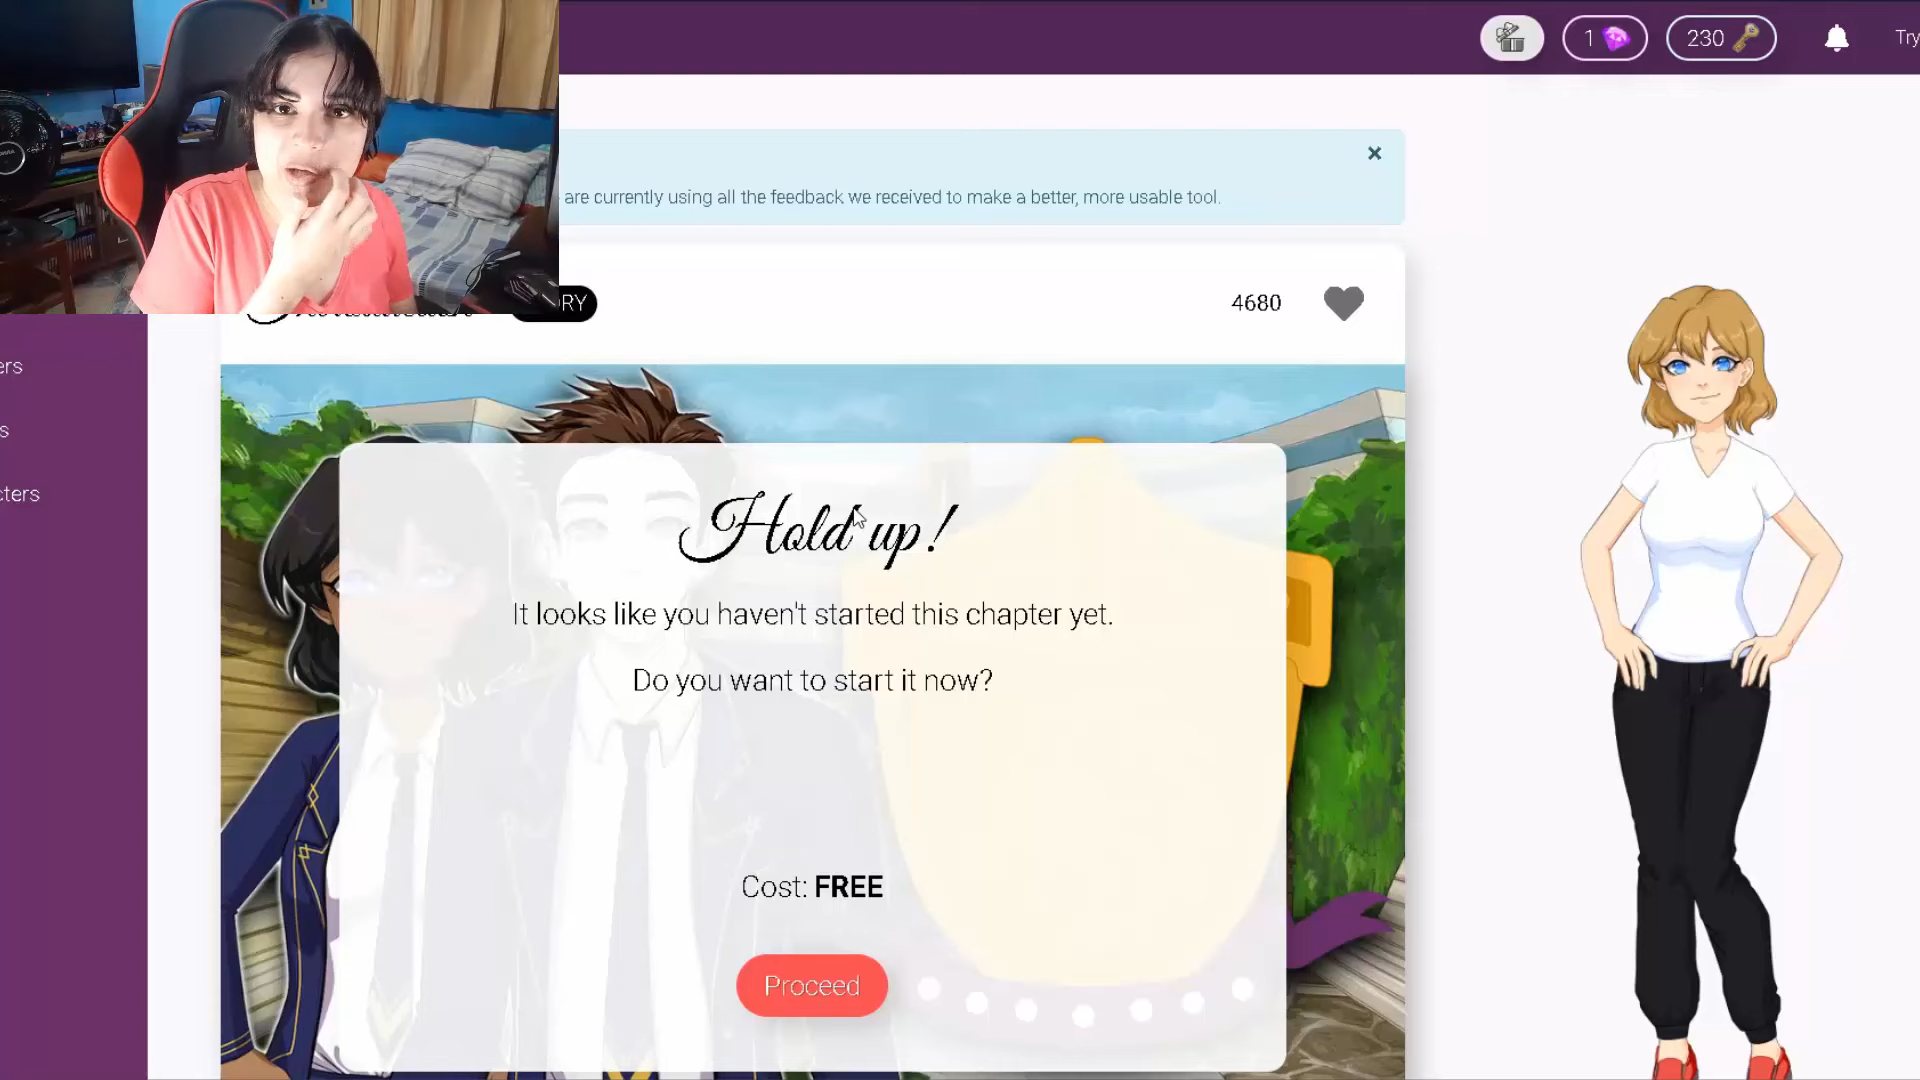 1
230
Try
×
are currently using all the feedback we received to make a better, more usable tool.
RY
4680
ers
s
cters
Hold up!
It looks like you haven't started this chapter yet.
Do you want to start it now?
Cost: FREE
Proceed